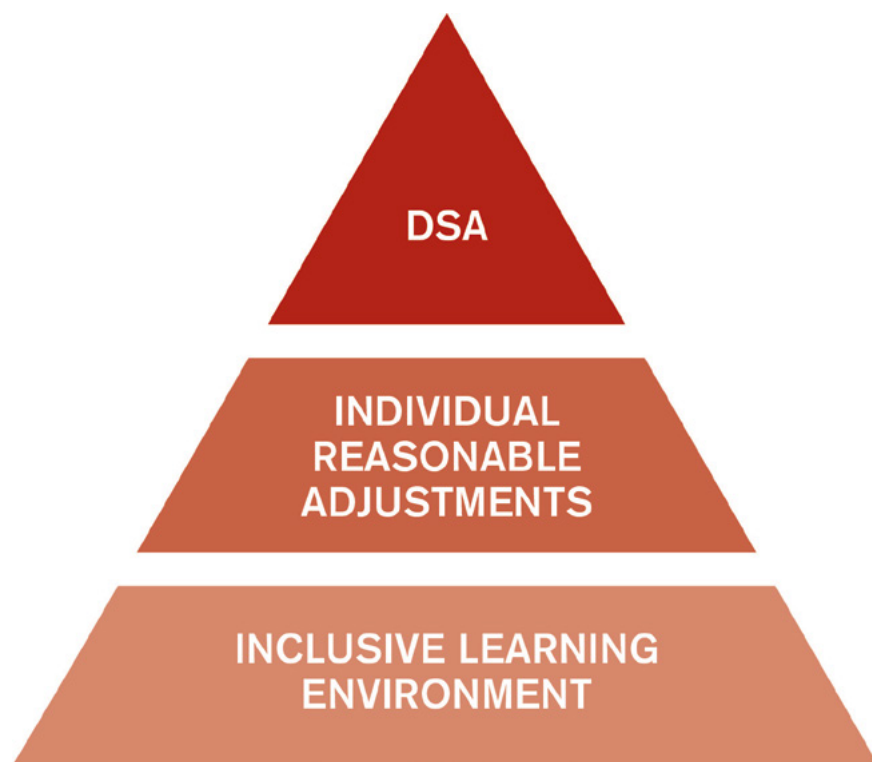 DSA
INDIVIDUAL
REASONABLE
ADJUSTMENTS
INCLUSIVE LEARNING
ENVIRONMENT